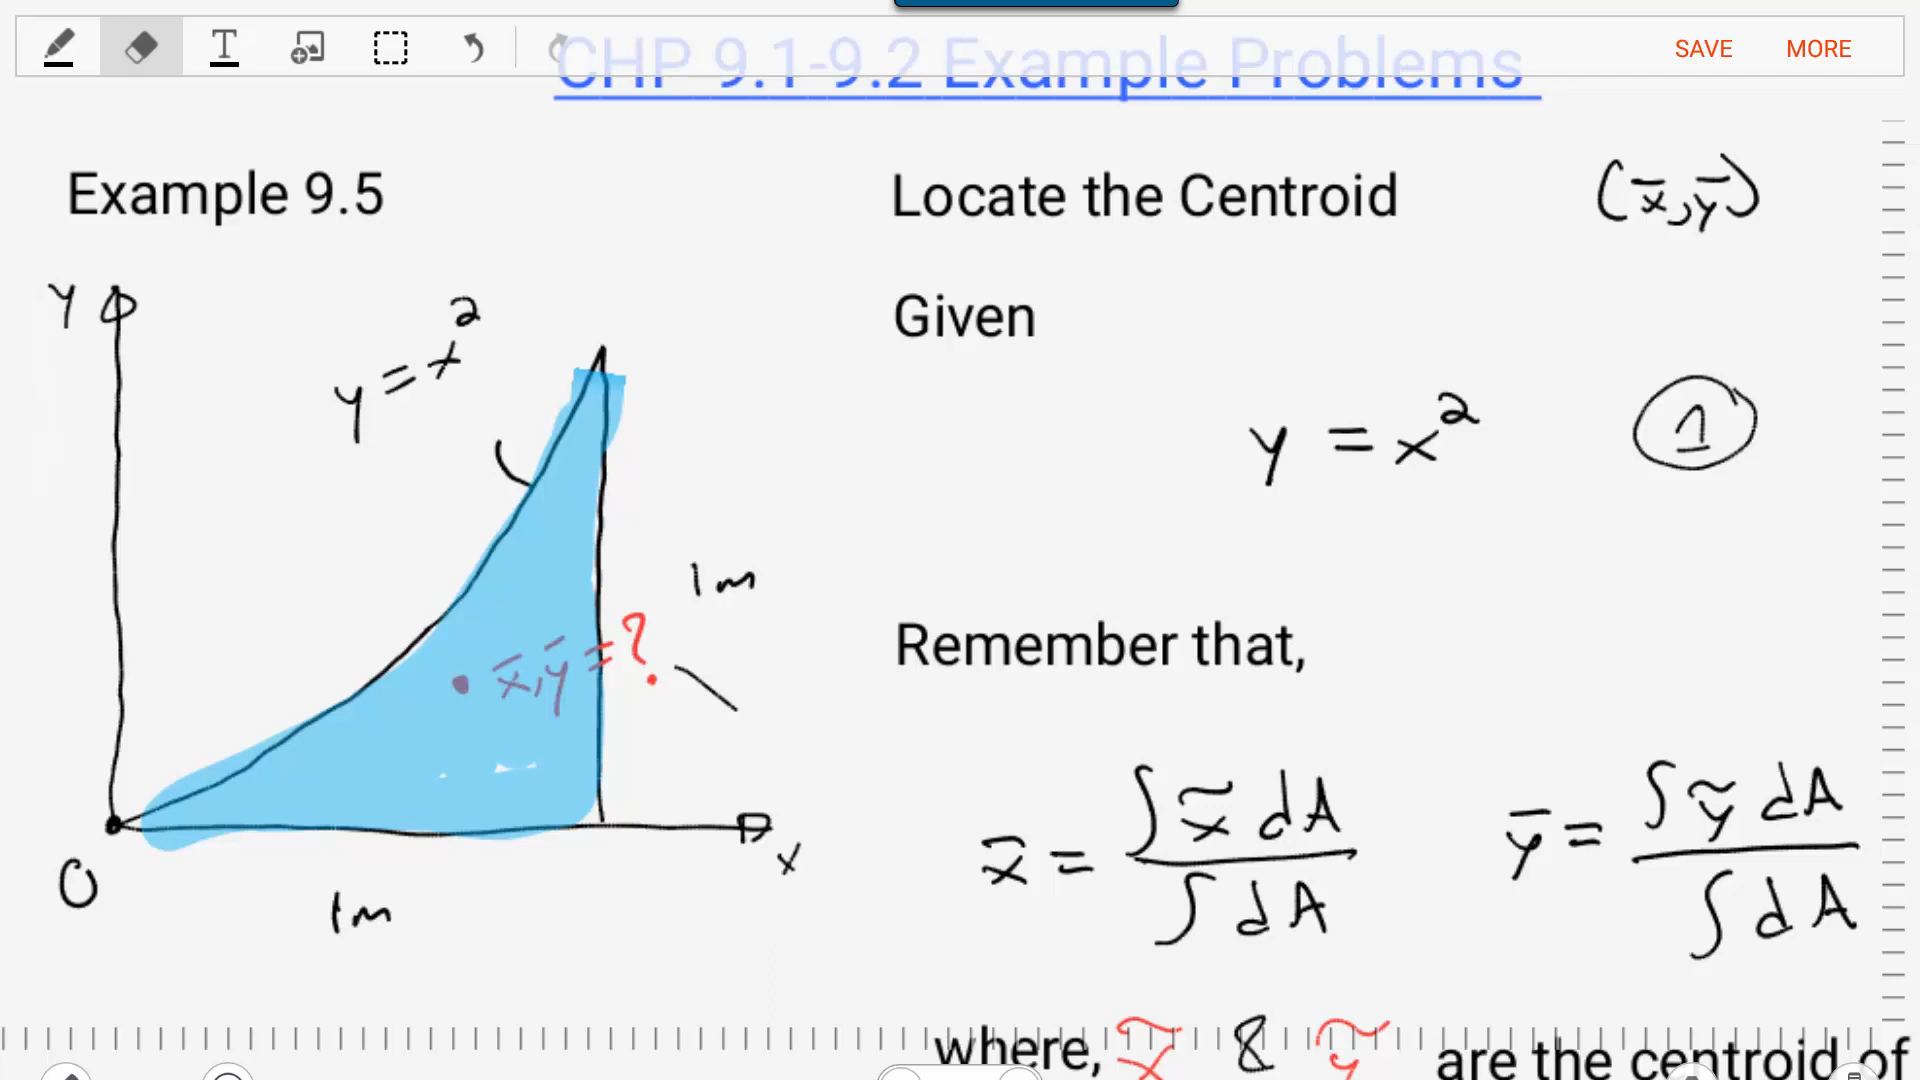 SAVE MORE
CHP 9.1-9.2 Example Problems
Example 9.5
Locate the Centroid (x̄,ȳ)
Given
Y
y = x²
y = x² ①
1m
x̄,ȳ =?
Remember that,
x̄ = ∫ x̃ dA / ∫ dA ȳ = ∫ ỹ dA / ∫ dA
x
O
1m
where, x̃ & ỹ are the centroid of